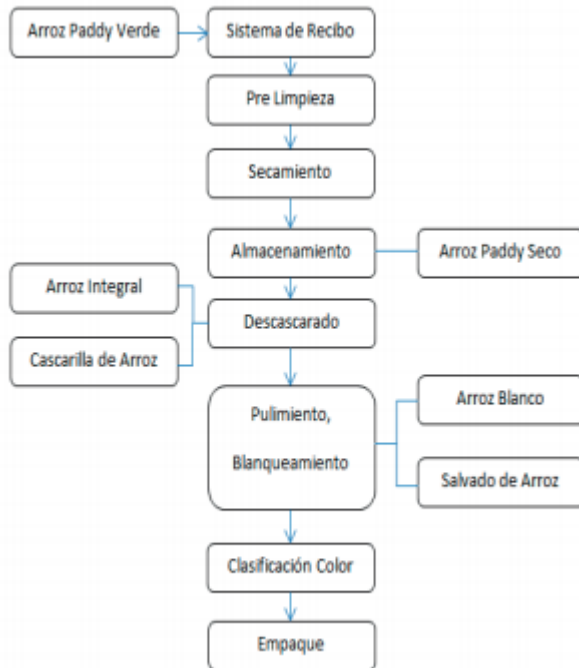 Arroz Paddy Verde
Sistema de Recibo
Pre Limpieza
Secamiento
Almacenamiento
Arroz Paddy Seco
Arroz Integral
Descascarado
Cascarilla de Arroz
Pulimiento,
Blanqueamiento
Arroz Blanco
Salvado de Arroz
Clasificación Color
Empaque